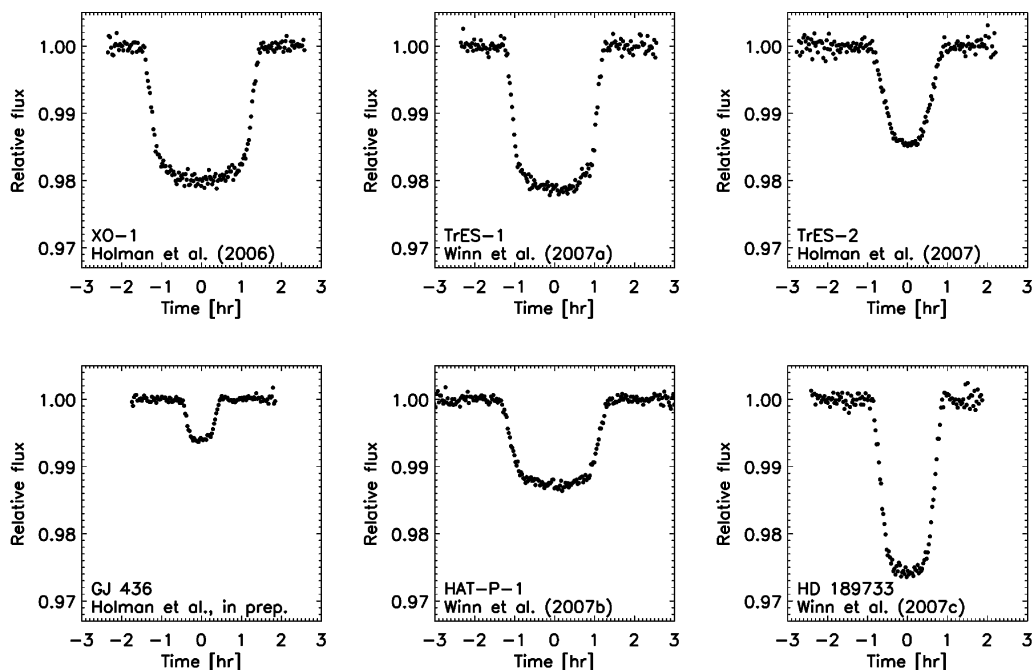 1.00
0.99
0.98
0.97
Relative flux
XO-1
Holman et al. (2006)
-3 -2 -1 0 1 2 3
Time [hr]
1.00
0.99
0.98
0.97
Relative flux
TrES-1
Winn et al. (2007a)
-3 -2 -1 0 1 2 3
Time [hr]
1.00
0.99
0.98
0.97
Relative flux
TrES-2
Holman et al. (2007)
-3 -2 -1 0 1 2 3
Time [hr]
1.00
0.99
0.98
0.97
Relative flux
GJ 436
Holman et al., in prep.
-3 -2 -1 0 1 2 3
Time [hr]
1.00
0.99
0.98
0.97
Relative flux
HAT-P-1
Winn et al. (2007b)
-3 -2 -1 0 1 2 3
Time [hr]
1.00
0.99
0.98
0.97
Relative flux
HD 189733
Winn et al. (2007c)
-3 -2 -1 0 1 2 3
Time [hr]